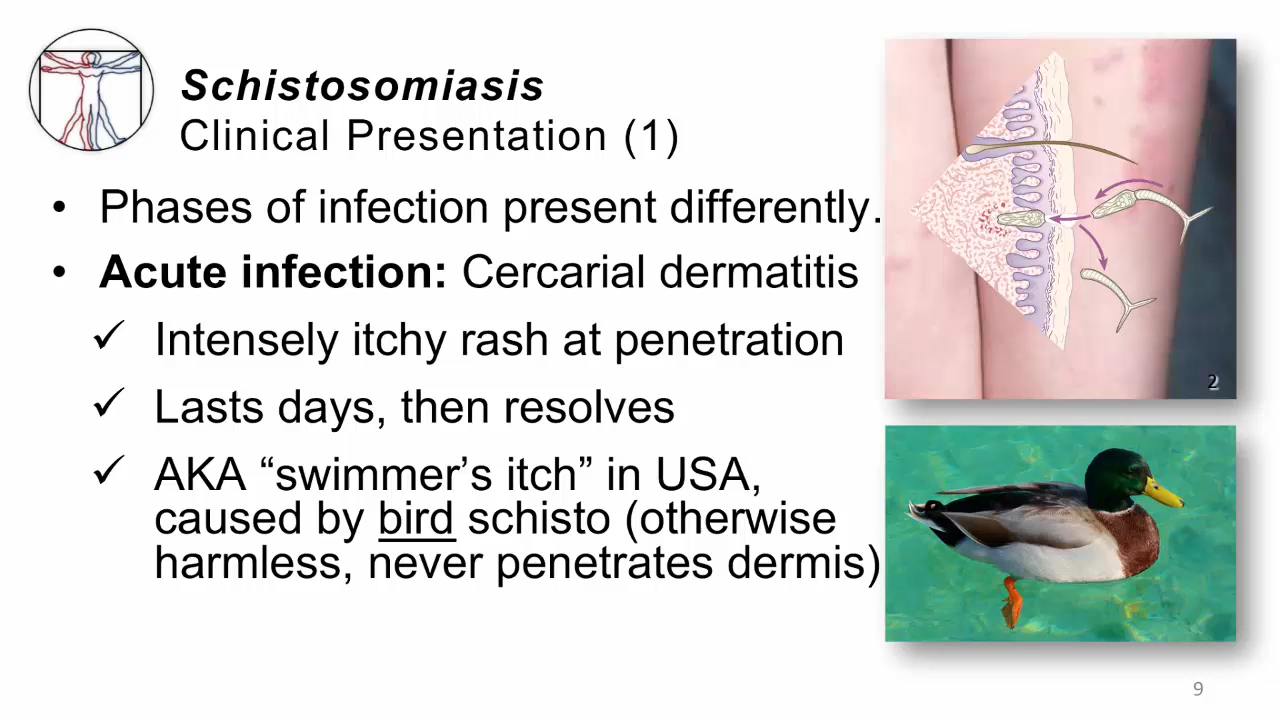 Schistosomiasis
Clinical Presentation (1)
• Phases of infection present differently.
• Acute infection: Cercarial dermatitis
✓ Intensely itchy rash at penetration
✓ Lasts days, then resolves
✓ AKA “swimmer’s itch” in USA,
caused by bird schisto (otherwise
harmless, never penetrates dermis)
2
9